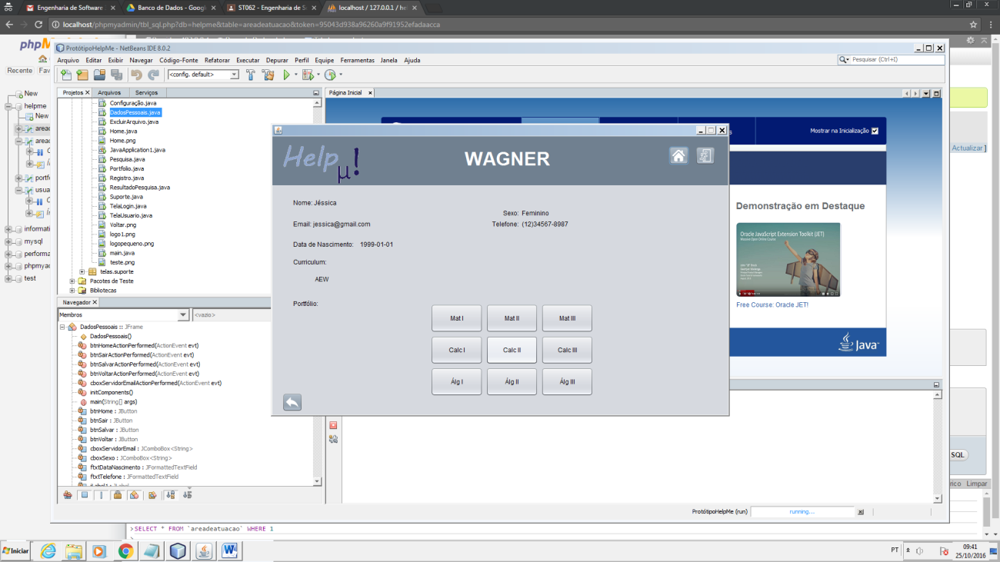 Engenharia de Software
Banco de Dados - Googl
ST062 - Engenharia de S
localhost / 127.0.0.1 / he
localhost/phpmyadmin/tbl_sql.php?db=helpme&table=areadeatuacao&token=95043d938a96260a9f91952efadaacca
phpM
Recente Fav
New
helpme
New
aread
aread
portfo
usua
informati
mysql
performa
phpmyad
test
ProtótipoHelpMe - NetBeans IDE 8.0.2
Arquivo Editar Exibir Navegar Código-Fonte Refatorar Executar Depurar Perfil Equipe Ferramentas Janela Ajuda
Pesquisar (Ctrl+I)
<config. default>
Projetos Arquivos Serviços
Configuração.java
DadosPessoais.java
ExcluirArquivo.java
Home.java
Home.png
JavaApplication1.java
Pesquisa.java
Portfolio.java
Registro.java
ResultadoPesquisa.java
Suporte.java
TelaLogin.java
TelaUsuario.java
Voltar.png
logo1.png
logopequeno.png
main.java
teste.png
telas.suporte
Pacotes de Teste
Bibliotecas
Navegador
Membros <vazio>
DadosPessoais :: JFrame
DadosPessoais()
btnHomeActionPerformed(ActionEvent evt)
btnSairActionPerformed(ActionEvent evt)
btnSalvarActionPerformed(ActionEvent evt)
btnVoltarActionPerformed(ActionEvent evt)
cboxServidorEmailActionPerformed(ActionEvent evt)
initComponents()
main(String[] args)
btnHome : JButton
btnSair : JButton
btnSalvar : JButton
btnVoltar : JButton
cboxServidorEmail : JComboBox<String>
cboxSexo : JComboBox<String>
ftxtDataNascimento : JFormattedTextField
ftxtTelefone : JFormattedTextField
Página Inicial
Mostrar na Inicialização
Help μ!
WAGNER
Nome: Jéssica
Sexo: Feminino
Email: jessica@gmail.com
Telefone: (12)34567-8987
Data de Nascimento: 1999-01-01
Curriculum:
AEW
Portfólio:
Mat I Mat II Mat III
Calc I Calc II Calc III
Álg I Álg II Álg III
Demonstração em Destaque
Oracle JavaScript Extension Toolkit (JET)
Free Course: Oracle JET!
Java
Actualizar ]
SQL
rico Limpar
ProtótipoHelpMe (run) running...
>SELECT * FROM `areadeatuacao` WHERE 1
Iniciar
PT
09:41
25/10/2016